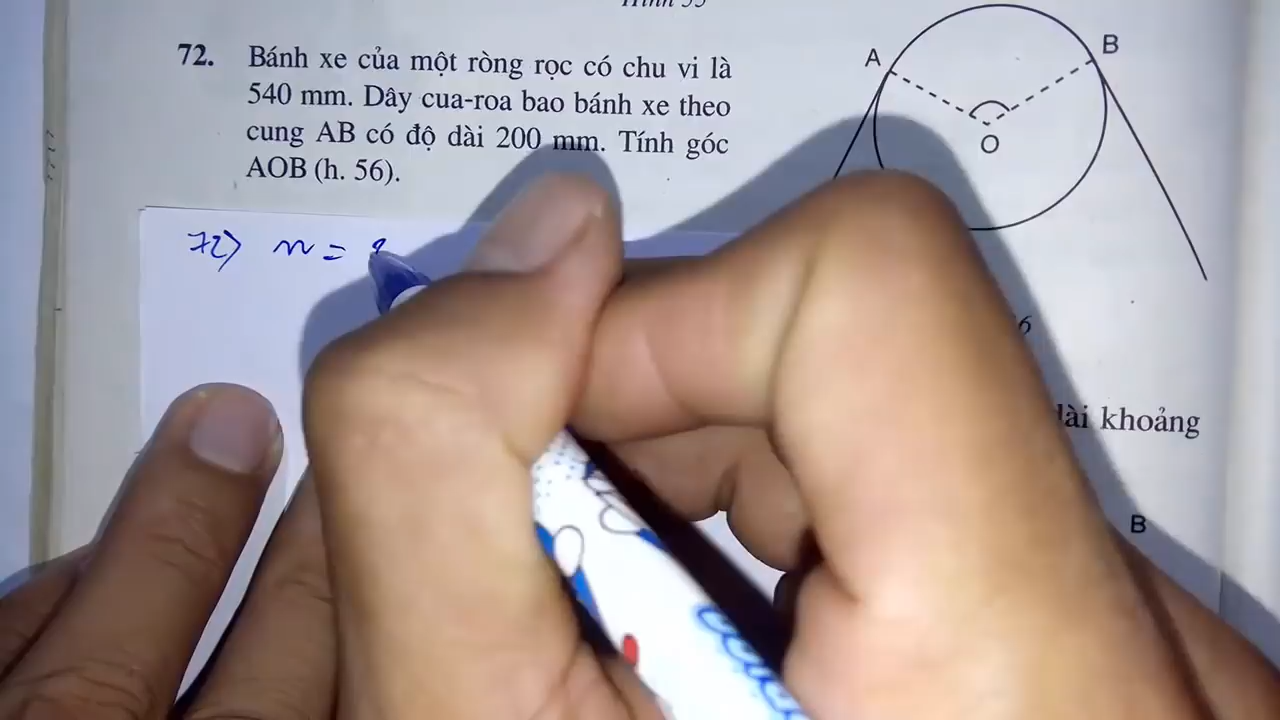 72. Bánh xe của một ròng rọc có chu vi là
540 mm. Dây cua-roa bao bánh xe theo
cung AB có độ dài 200 mm. Tính góc
AOB (h. 56).
A
B
O
72) n =
6
dài khoảng
B